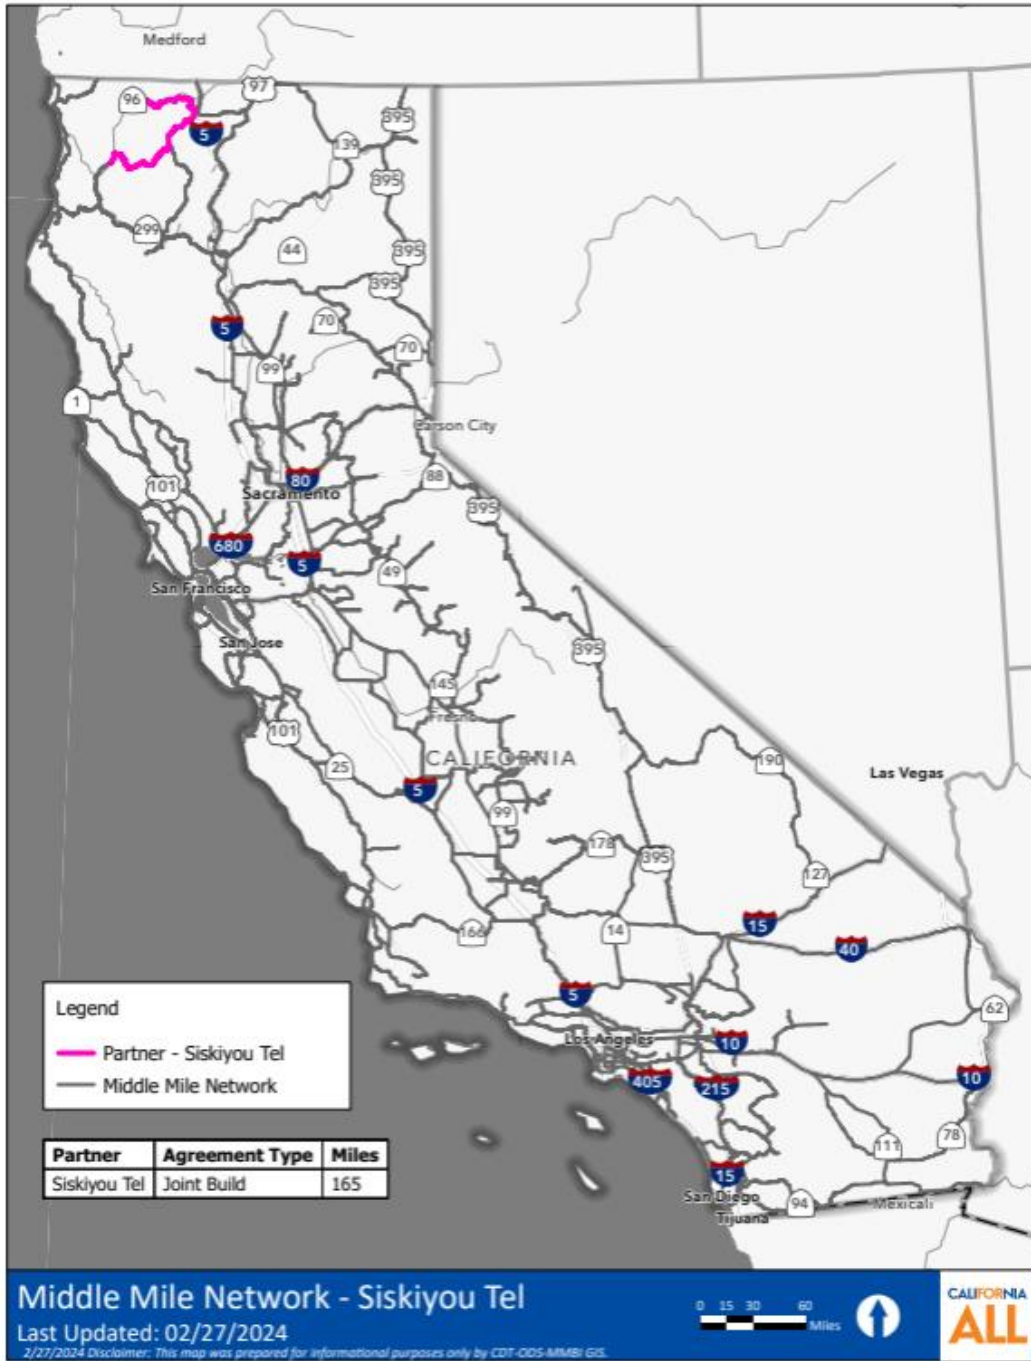 Medford
97
96
5
395
139
395
299
44
395
395
5
70
70
99
1
Carson City
88
80
101
Sacramento
395
680
5
49
San Francisco
San Jose
395
145
Fresno
101
CALIFORNIA
25
190
Las Vegas
5
99
178
395
127
15
166
14
40
5
62
Los Angeles
10
405
215
10
78
111
15
San Diego
94
Mexicali
Tijuana
Legend
Partner - Siskiyou Tel
Middle Mile Network
Partner Agreement Type Miles
Siskiyou Tel Joint Build 165
Middle Mile Network - Siskiyou Tel
Last Updated: 02/27/2024
2/27/2024 Disclaimer: This map was prepared for informational purposes only by CDT-ODS-MMBI GIS.
0 15 30 60
Miles
CALIFORNIA
ALL